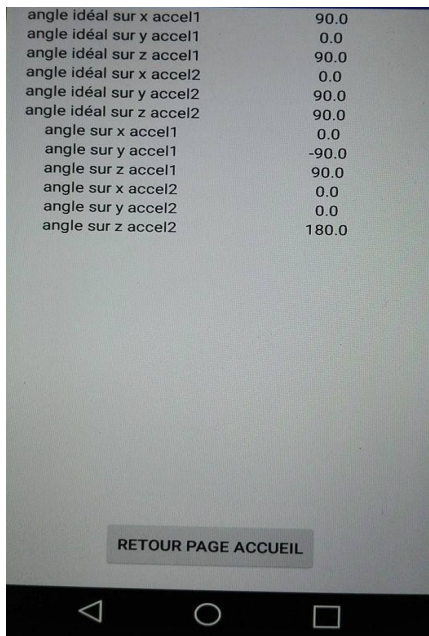 angle idéal sur x accel1 90.0
angle idéal sur y accel1 0.0
angle idéal sur z accel1 90.0
angle idéal sur x accel2 0.0
angle idéal sur y accel2 90.0
angle idéal sur z accel2 90.0
angle sur x accel1 0.0
angle sur y accel1 -90.0
angle sur z accel1 90.0
angle sur x accel2 0.0
angle sur y accel2 0.0
angle sur z accel2 180.0
RETOUR PAGE ACCUEIL